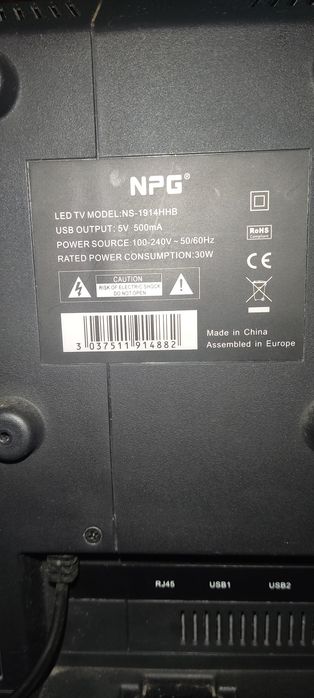 NPG®
LED TV MODEL:NS-1914HHB
USB OUTPUT: 5V 500mA
POWER SOURCE:100-240V ~ 50/60Hz
RATED POWER CONSUMPTION:30W
RoHS
Compliant
CE
CAUTION
RISK OF ELECTRIC SHOCK
DO NOT OPEN
3 037511 914882
Made in China
Assembled in Europe
RJ45 USB1 USB2